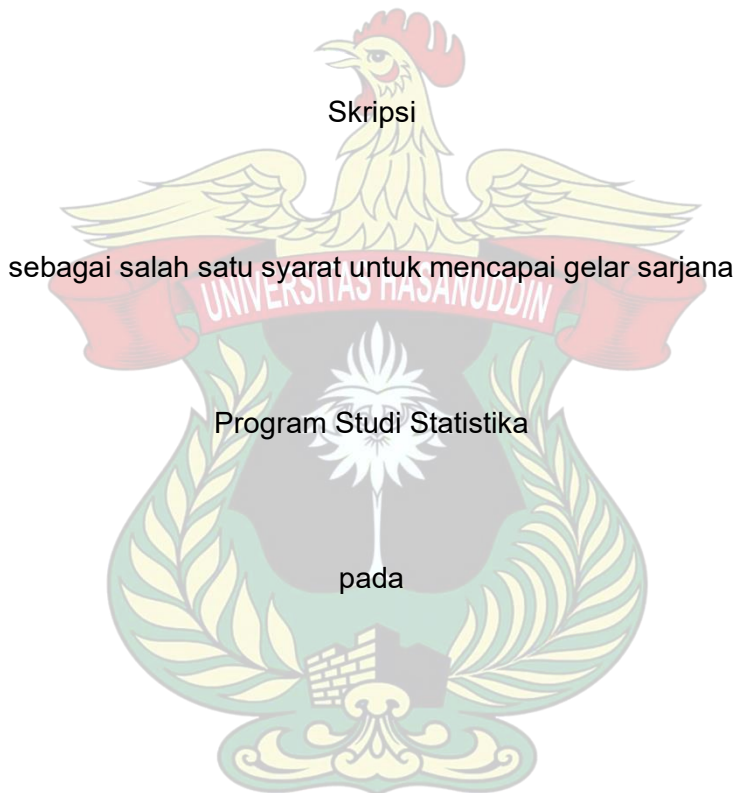 Skripsi
sebagai salah satu syarat untuk mencapai gelar sarjana
UNIVERSITAS HASANUDDIN
Program Studi Statistika
pada